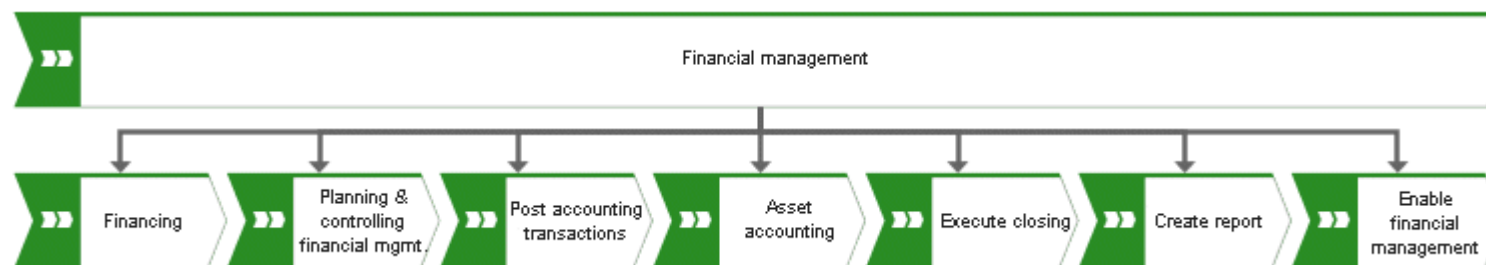 Financial management
Financing
Planning &
controlling
financial mgmt.
Post accounting
transactions
Asset
accounting
Execute closing
Create report
Enable
financial
management